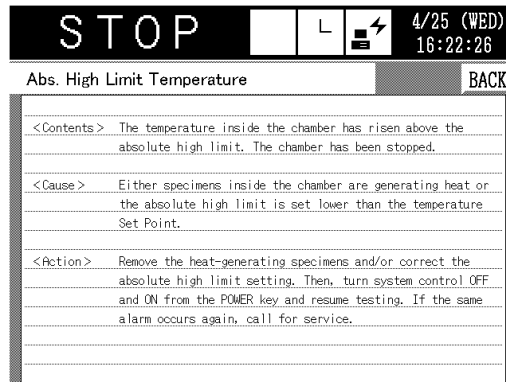 STOP
4/25 (WED)
16:22:26
Abs. High Limit Temperature
BACK
<Contents> The temperature inside the chamber has risen above the
absolute high limit. The chamber has been stopped.
<Cause> Either specimens inside the chamber are generating heat or
the absolute high limit is set lower than the temperature
Set Point.
<Action> Remove the heat-generating specimens and/or correct the
absolute high limit setting. Then, turn system control OFF
and ON from the POWER key and resume testing. If the same
alarm occurs again, call for service.